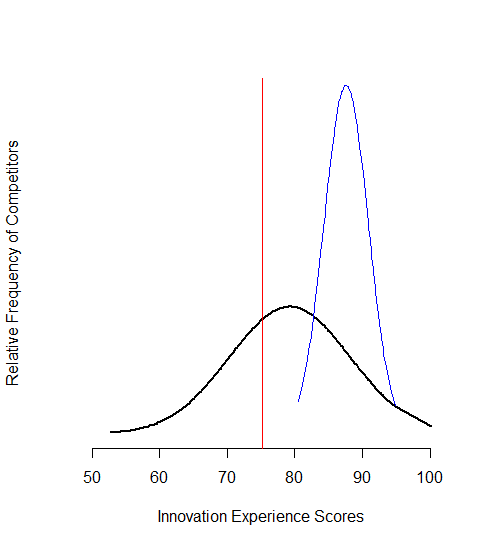 Relative Frequency of Competitors
50 60 70 80 90 100
Innovation Experience Scores